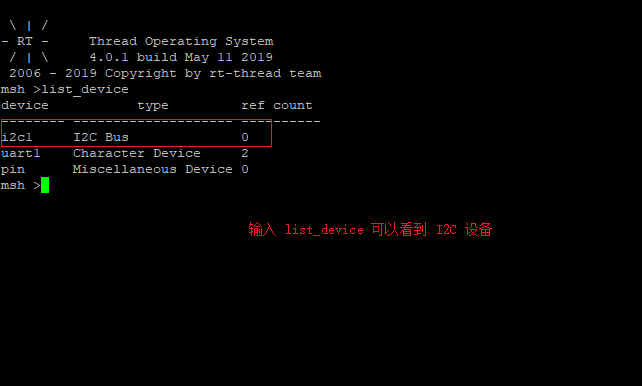 \ | /
- RT -     Thread Operating System
 / | \     4.0.1 build May 11 2019
 2006 - 2019 Copyright by rt-thread team
msh >list_device
device           type         ref count
-------- -------------------- ----------
i2c1     I2C Bus              0
uart1    Character Device     2
pin      Miscellaneous Device 0
msh >
输入 list_device 可以看到 I2C 设备